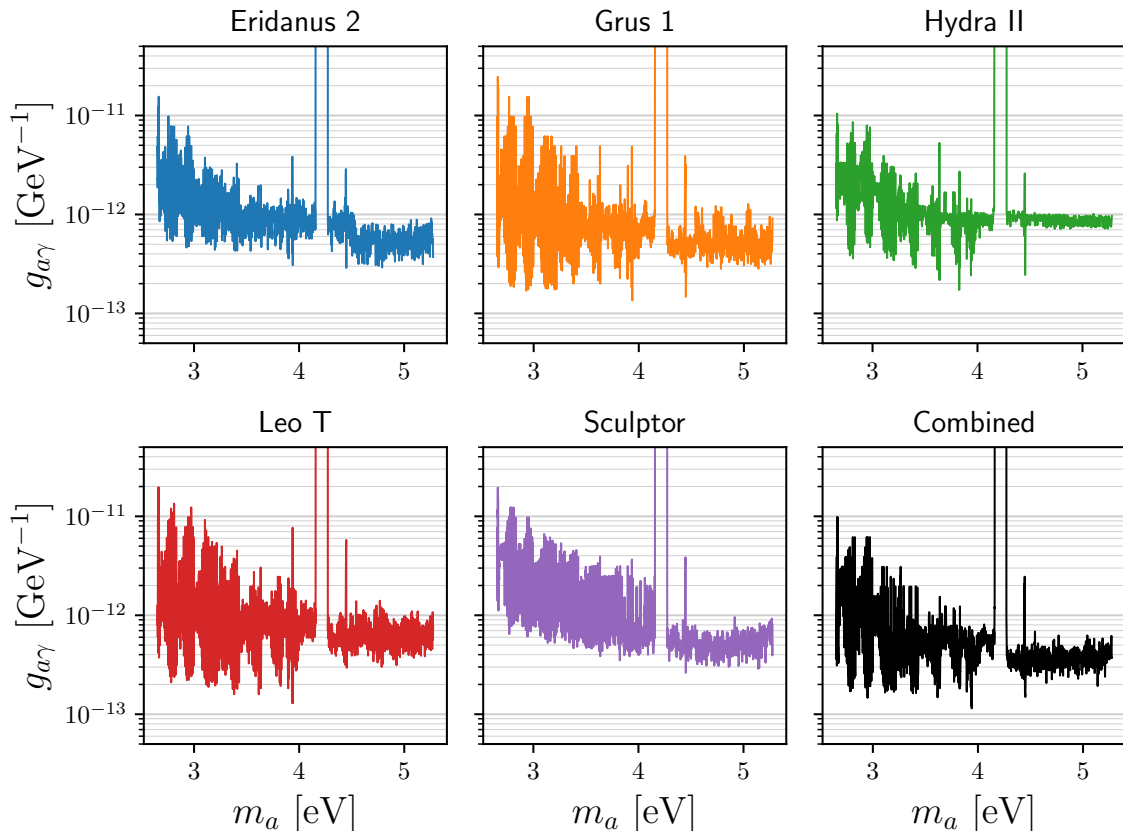 Eridanus 2
Grus 1
Hydra II
g_{aγ} [GeV⁻¹]
10⁻¹¹
10⁻¹²
10⁻¹³
3 4 5
3 4 5
3 4 5
Leo T
Sculptor
Combined
g_{aγ} [GeV⁻¹]
10⁻¹¹
10⁻¹²
10⁻¹³
3 4 5
3 4 5
3 4 5
m_a [eV]
m_a [eV]
m_a [eV]